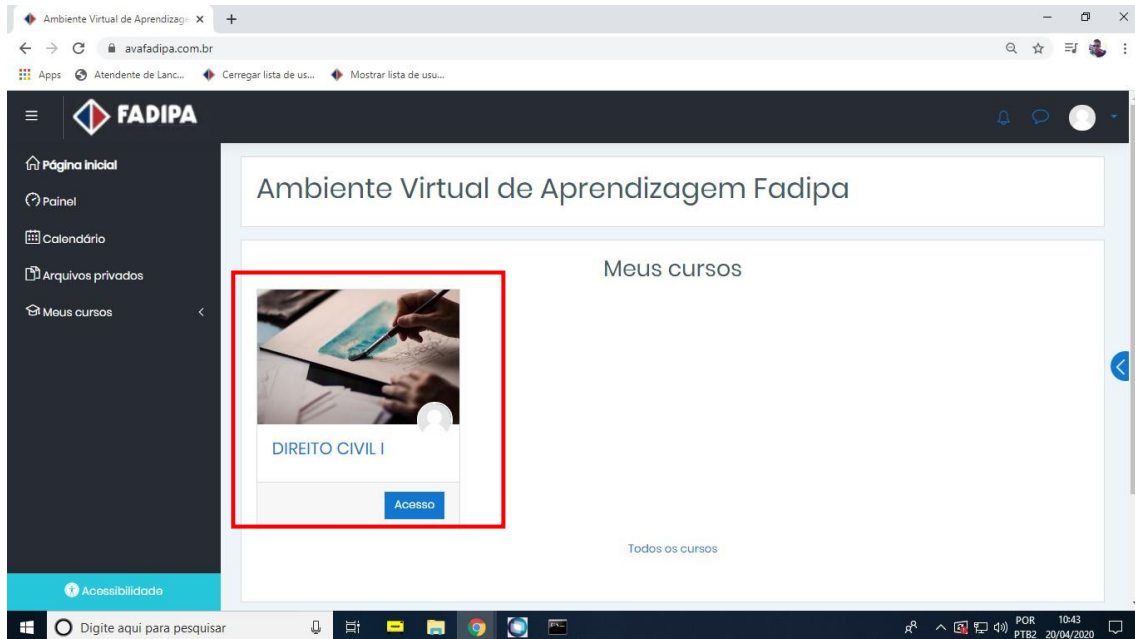 Ambiente Virtual de Aprendizage
avafadipa.com.br
Apps Atendente de Lanc... Cerregar lista de us... Mostrar lista de usu...
FADIPA
Página inicial
Painel
Calendário
Arquivos privados
Meus cursos
Ambiente Virtual de Aprendizagem Fadipa
Meus cursos
DIREITO CIVIL I
Acesso
Todos os cursos
Acessibilidade
Digite aqui para pesquisar
POR
PTB2
10:43
20/04/2020